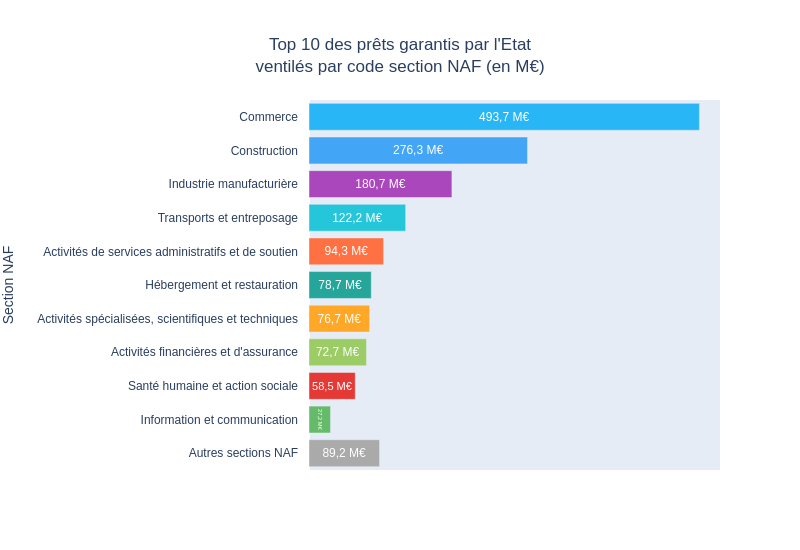 Top 10 des prêts garantis par l'Etat
ventilés par code section NAF (en M€)
Section NAF
Commerce 493,7 M€
Construction 276,3 M€
Industrie manufacturière 180,7 M€
Transports et entreposage 122,2 M€
Activités de services administratifs et de soutien 94,3 M€
Hébergement et restauration 78,7 M€
Activités spécialisées, scientifiques et techniques 76,7 M€
Activités financières et d'assurance 72,7 M€
Santé humaine et action sociale 58,5 M€
Information et communication 27,2 M€
Autres sections NAF 89,2 M€